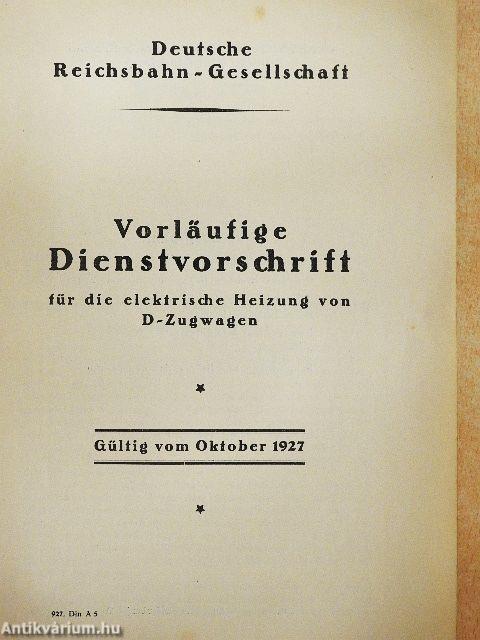 Deutsche
Reichsbahn-Gesellschaft
Vorläufige
Dienstvorschrift
für die elektrische Heizung von
D-Zugwagen
Gültig vom Oktober 1927
927. Din A 5
Antikvárium.hu